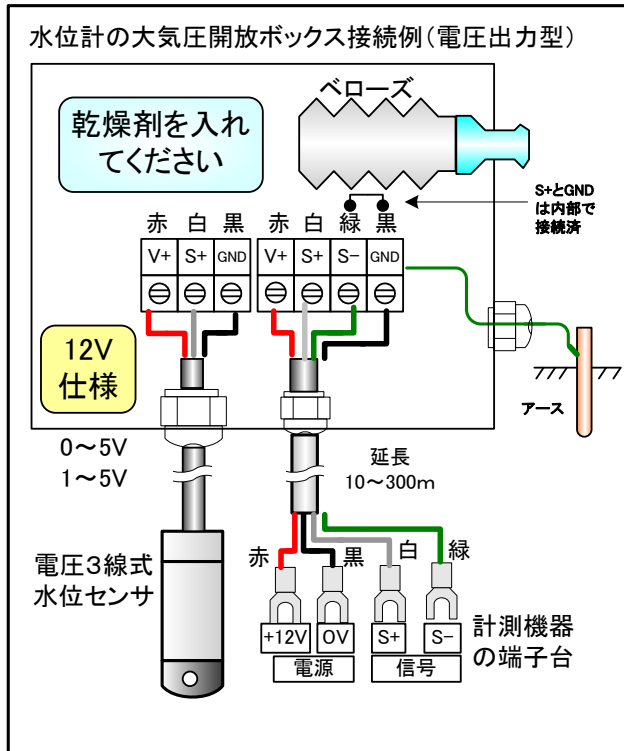 水位計の大気圧開放ボックス接続例(電圧出力型)
ベローズ
乾燥剤を入れ
てください
S+とGND
は内部で
接続済
赤 白 黒
赤 白 緑 黒
V+ S+ GND
V+ S+ S- GND
12V
仕様
アース
0～5V
1～5V
延長
10～300m
電圧3線式
水位センサ
赤 黒 白 緑
+12V 0V S+ S-
電源 信号
計測機器
の端子台